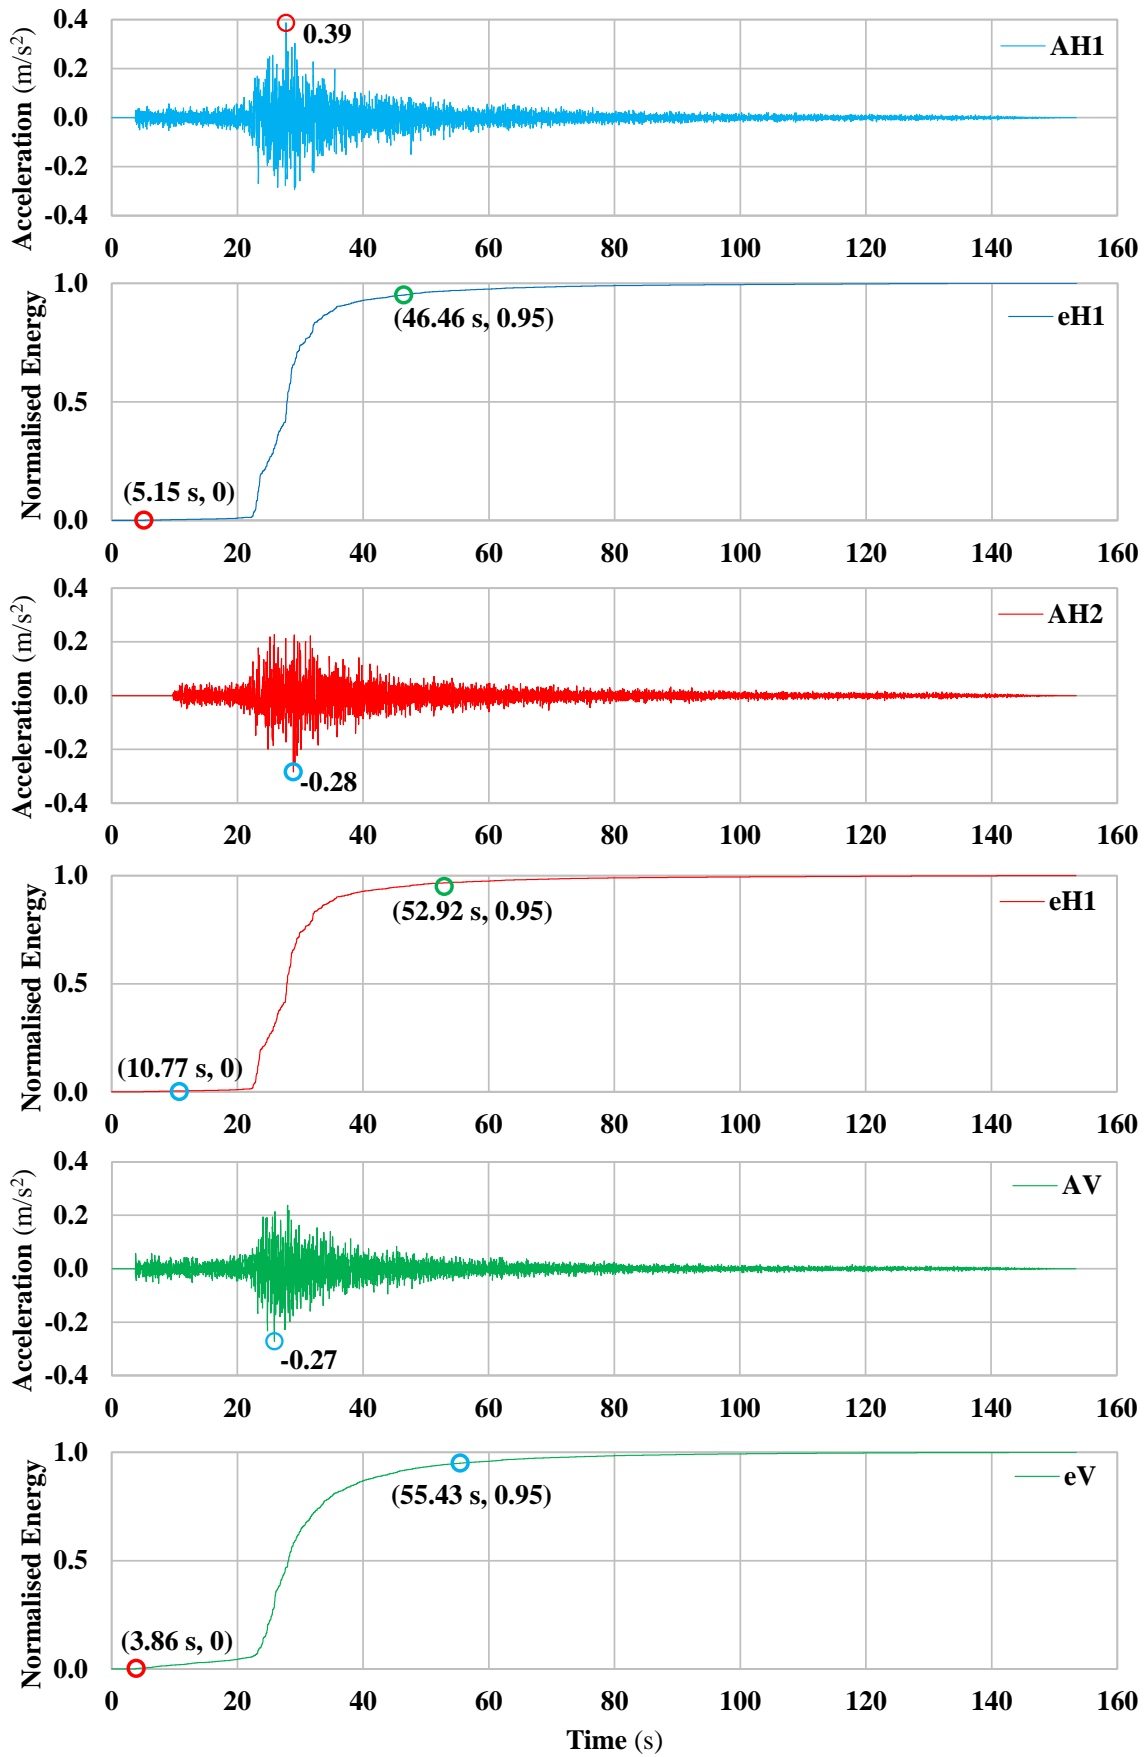 0.4
0.39
AH1
0.2
0.0
-0.2
-0.4
Acceleration (m/s²)
0 20 40 60 80 100 120 140 160
1.0
(46.46 s, 0.95)
eH1
0.5
(5.15 s, 0)
0.0
Normalised Energy
0 20 40 60 80 100 120 140 160
0.4
AH2
0.2
0.0
-0.2
-0.28
-0.4
Acceleration (m/s²)
0 20 40 60 80 100 120 140 160
1.0
(52.92 s, 0.95)
eH1
0.5
(10.77 s, 0)
0.0
Normalised Energy
0 20 40 60 80 100 120 140 160
0.4
AV
0.2
0.0
-0.2
-0.27
-0.4
Acceleration (m/s²)
0 20 40 60 80 100 120 140 160
1.0
(55.43 s, 0.95)
eV
0.5
(3.86 s, 0)
0.0
Normalised Energy
0 20 40 60 80 100 120 140 160
Time (s)